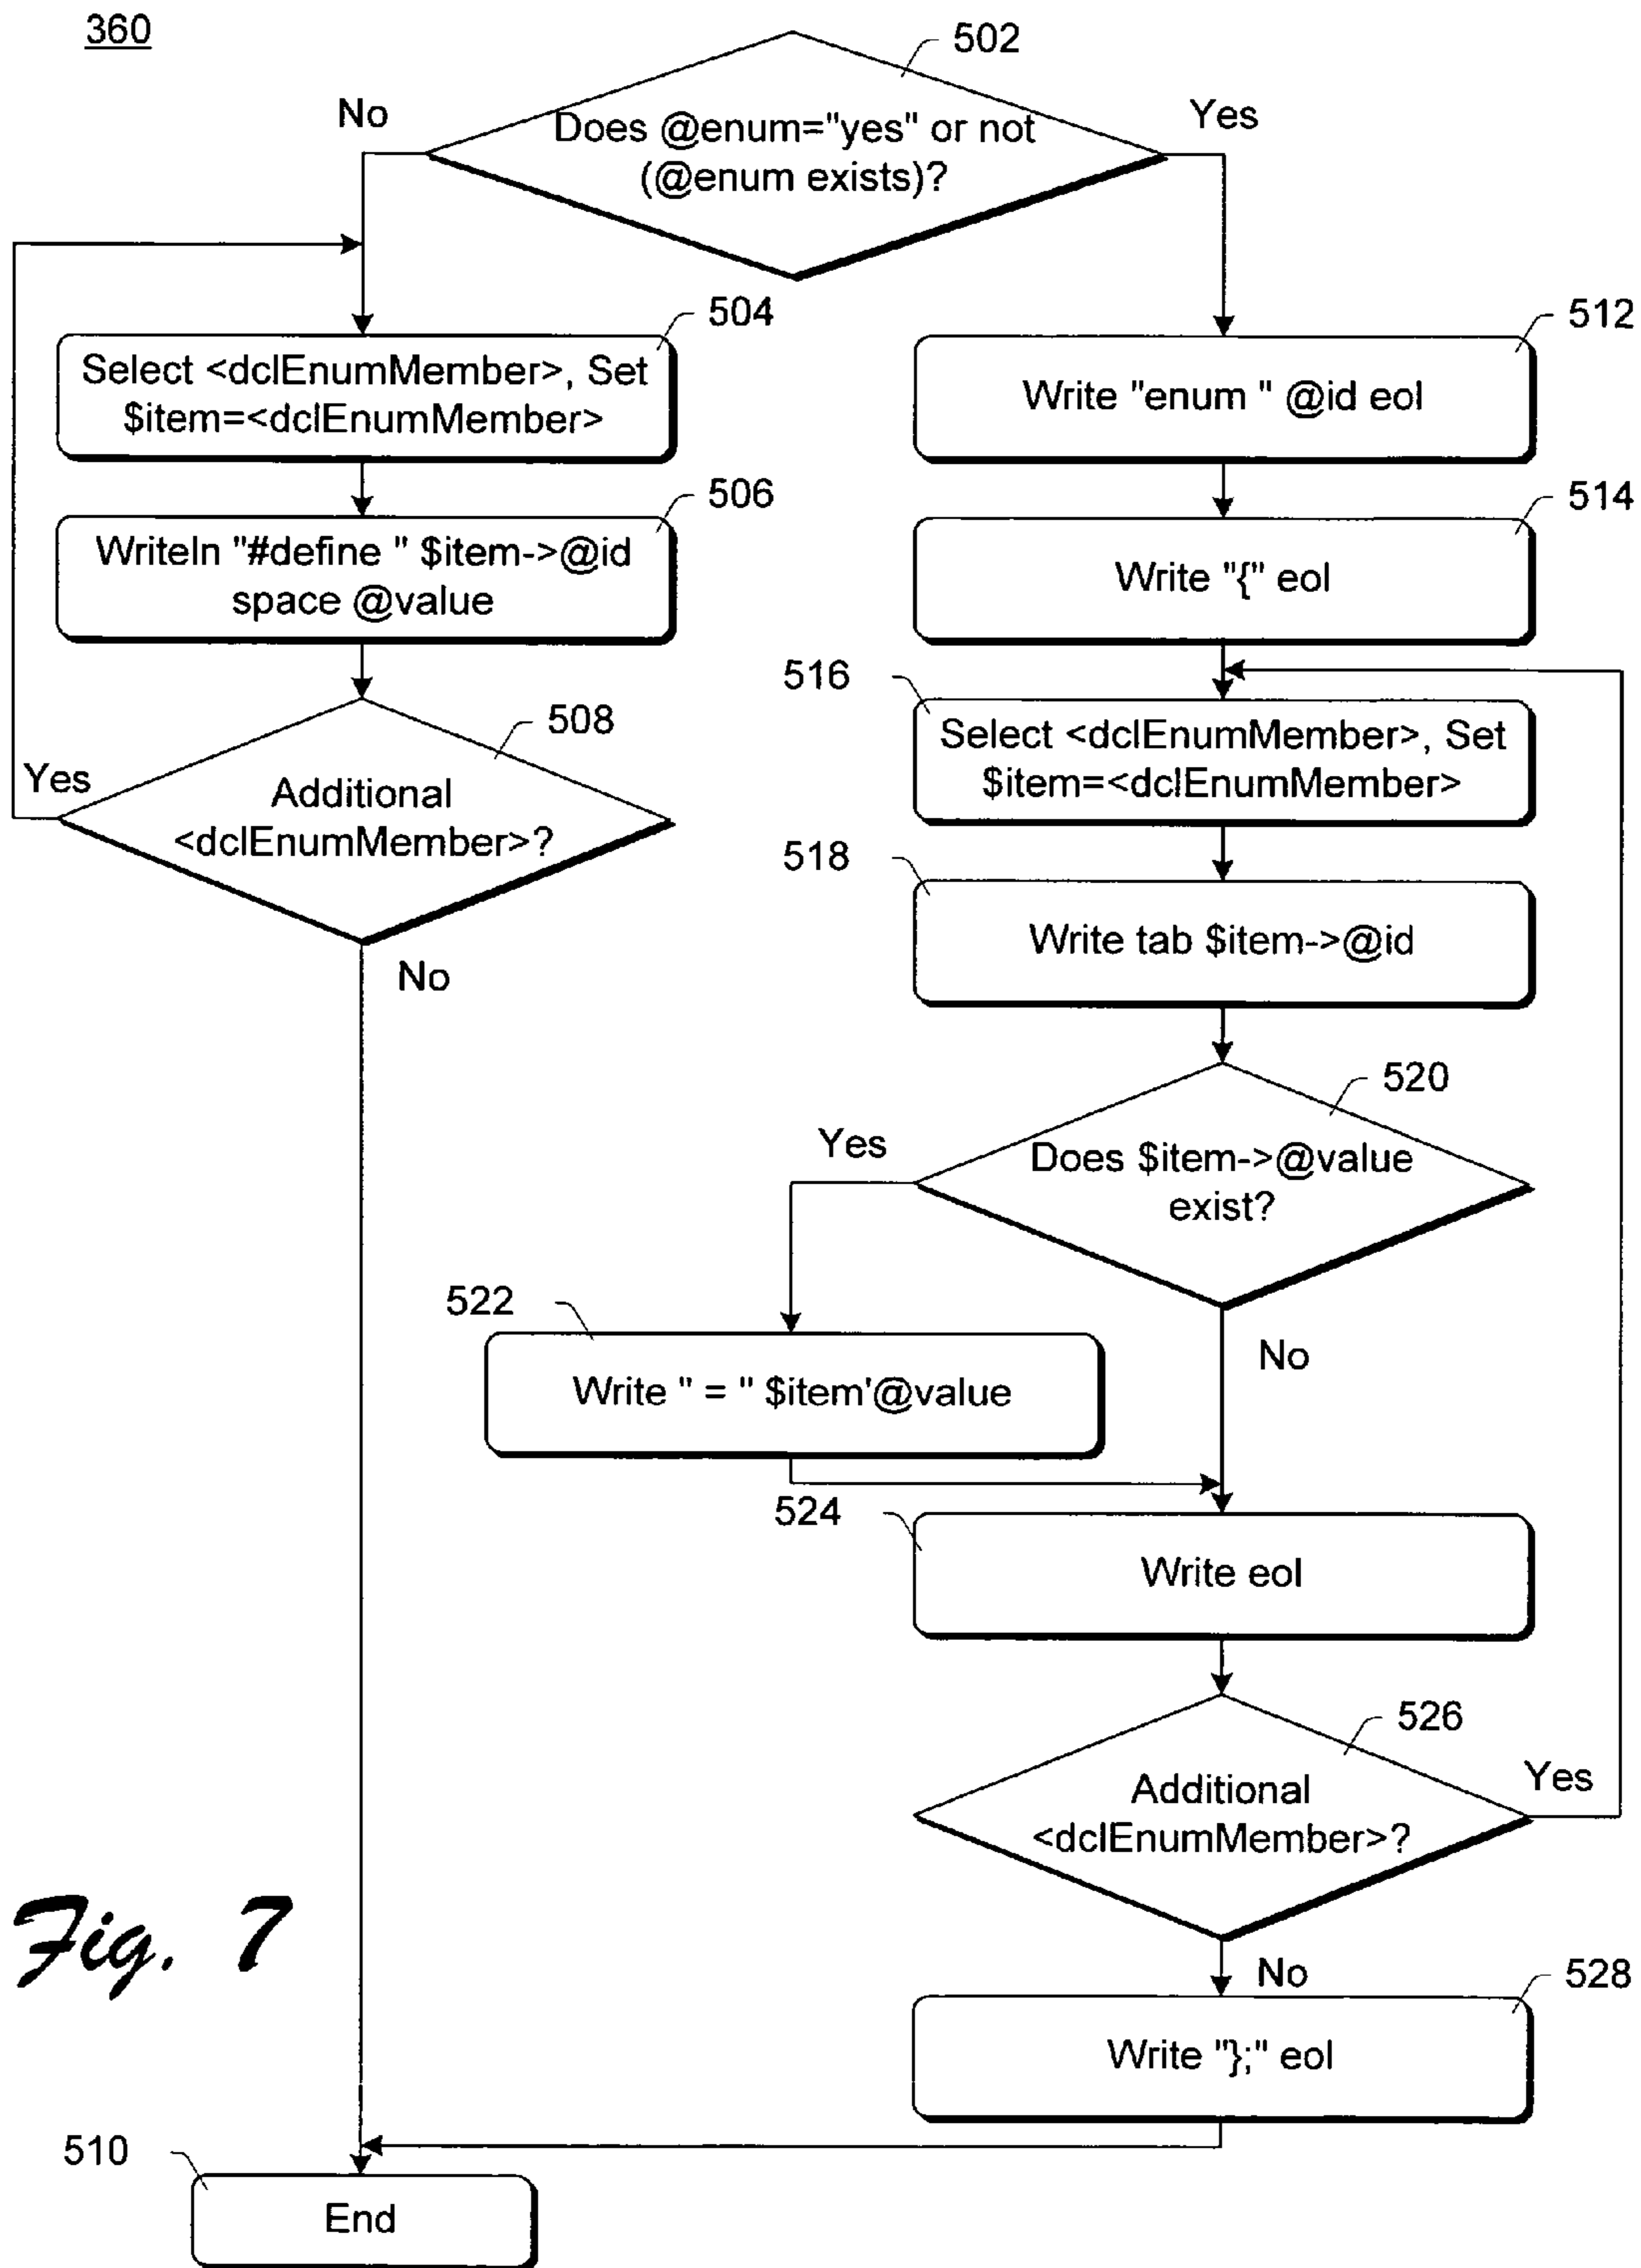 360
502
No
Yes
Does @enum="yes" or not
(@enum exists)?
504
Select <dclEnumMember>, Set
$item=<dclEnumMember>
506
Writeln "#define " $item->@id
space @value
508
Yes
Additional
<dclEnumMember>?
No
512
Write "enum " @id eol
514
Write "{" eol
516
Select <dclEnumMember>, Set
$item=<dclEnumMember>
518
Write tab $item->@id
520
Yes
Does $item->@value
exist?
522
No
Write " = " $item'@value
524
Write eol
526
Yes
Additional
<dclEnumMember>?
No
528
Write "};" eol
510
End
Fig. 7